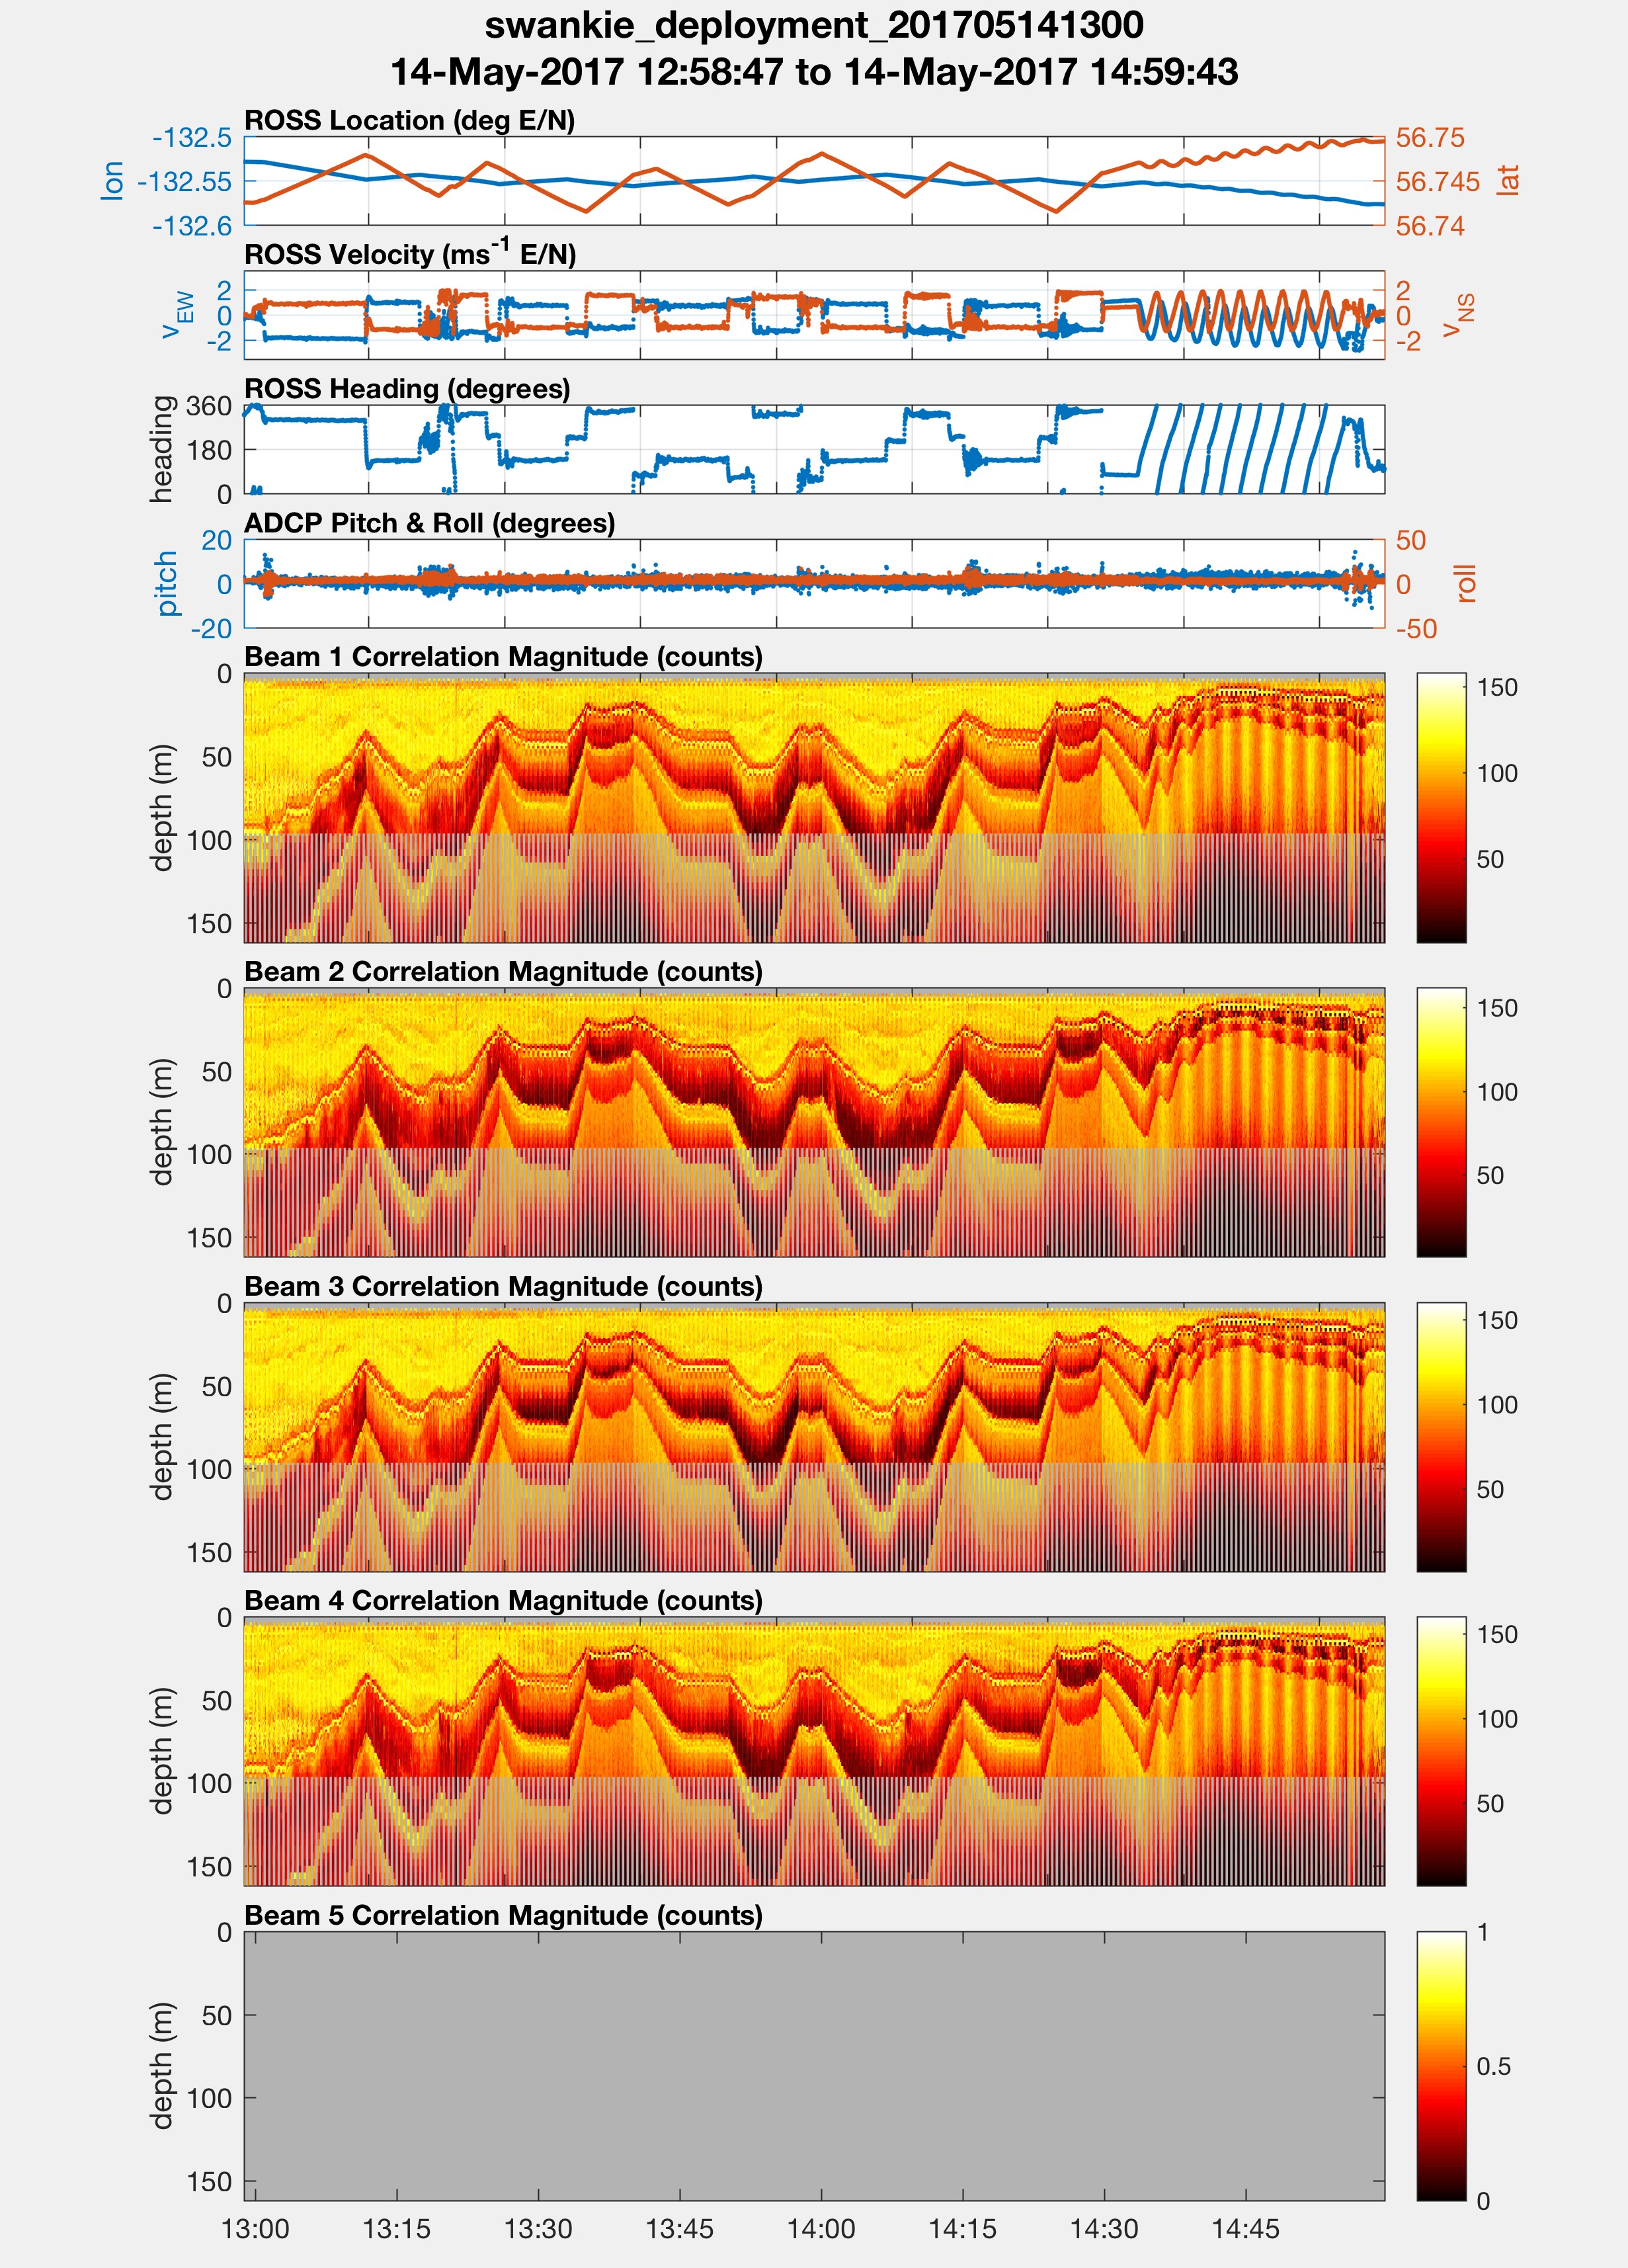 swankie_deployment_201705141300
14-May-2017 12:58:47 to 14-May-2017 14:59:43
ROSS Location (deg E/N)
-132.5
-132.55
-132.6
lon
56.75
56.745
56.74
lat
ROSS Velocity (ms-1 E/N)
2
0
-2
vEW
2
0
-2
vNS
ROSS Heading (degrees)
360
180
0
heading
ADCP Pitch & Roll (degrees)
20
0
-20
pitch
50
0
-50
roll
Beam 1 Correlation Magnitude (counts)
0
50
100
150
depth (m)
150
100
50
Beam 2 Correlation Magnitude (counts)
0
50
100
150
depth (m)
150
100
50
Beam 3 Correlation Magnitude (counts)
0
50
100
150
depth (m)
150
100
50
Beam 4 Correlation Magnitude (counts)
0
50
100
150
depth (m)
150
100
50
Beam 5 Correlation Magnitude (counts)
0
50
100
150
depth (m)
1
0.5
0
13:00 13:15 13:30 13:45 14:00 14:15 14:30 14:45